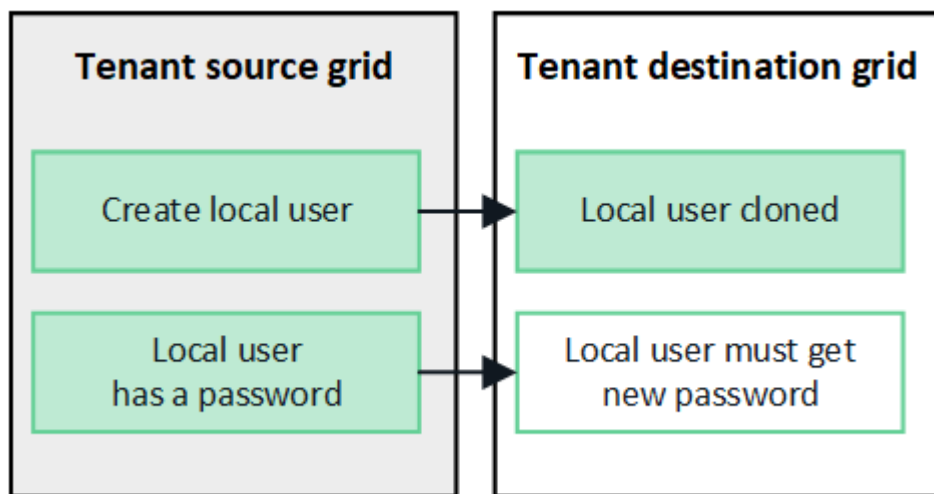 Tenant source grid
Tenant destination grid
Create local user
Local user cloned
Local user
has a password
Local user must get
new password